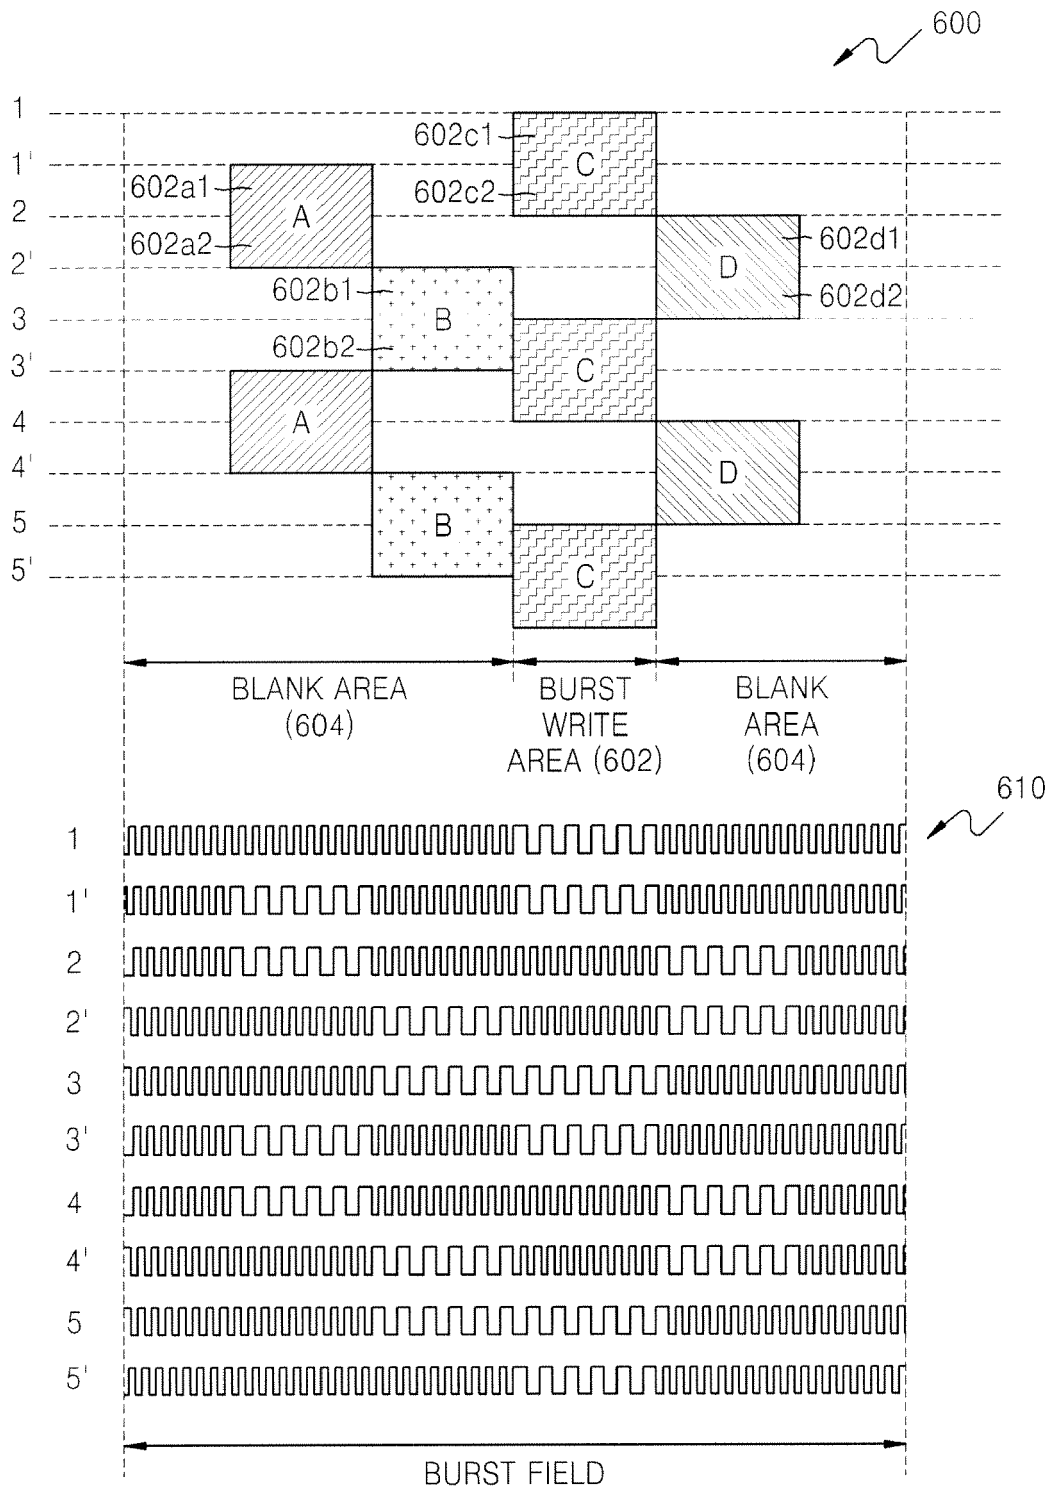 600
1
602c1
C
1'
602a1
602c2
A
2
602a2
602d1
D
2'
602b1
602d2
B
3
602b2
C
3'
A
4
D
4'
B
5
C
5'
BLANK AREA
(604)
BURST
WRITE
AREA (602)
BLANK
AREA
(604)
610
1
1'
2
2'
3
3'
4
4'
5
5'
BURST FIELD